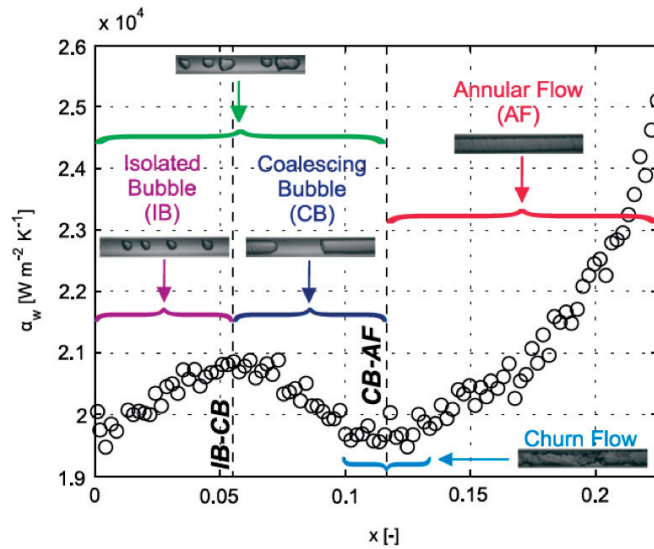 x 10⁴
2.6
2.5
2.4
2.3
2.2
2.1
2
1.9
α_w [W m⁻² K⁻¹]
Isolated
Bubble
(IB)
Coalescing
Bubble
(CB)
Annular Flow
(AF)
IB-CB
CB-AF
Churn Flow
0
0.05
0.1
0.15
0.2
x [-]